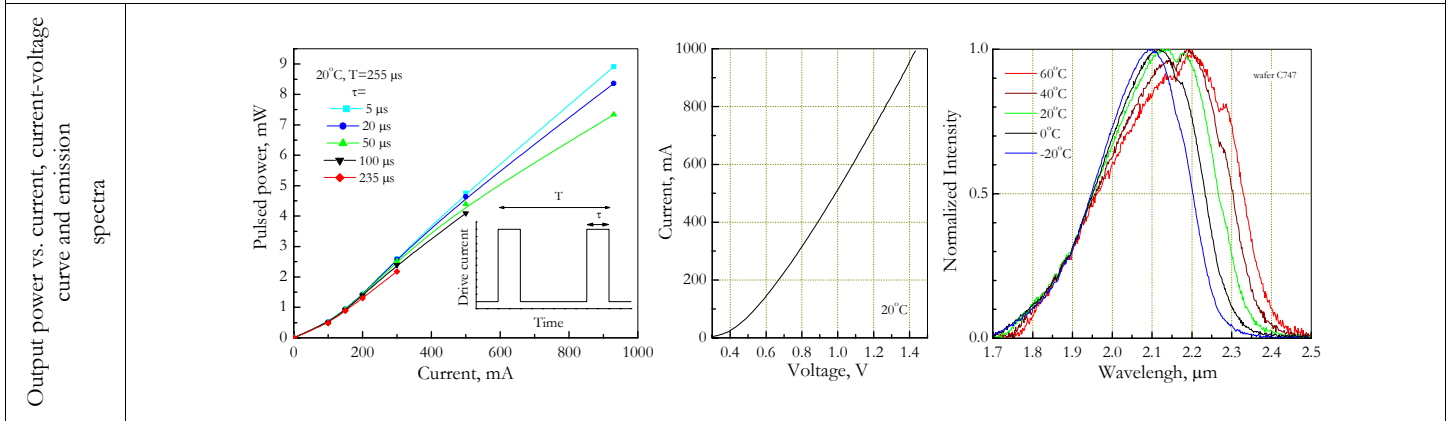 Output power vs. current, current-voltage
curve and emission
spectra
20°C, T=255 μs
τ=
5 μs
20 μs
50 μs
100 μs
235 μs
Pulsed power, mW
9
8
7
6
5
4
3
2
1
0
0
200
400
600
800
1000
Current, mA
T
τ
Drive current
Time
Current, mA
1000
800
600
400
200
0
0.4
0.6
0.8
1.0
1.2
1.4
Voltage, V
20°C
Normalized Intensity
1.0
0.5
0.0
60°C
40°C
20°C
0°C
-20°C
wafer C747
1.7
1.8
1.9
2.0
2.1
2.2
2.3
2.4
2.5
Wavelengh, μm